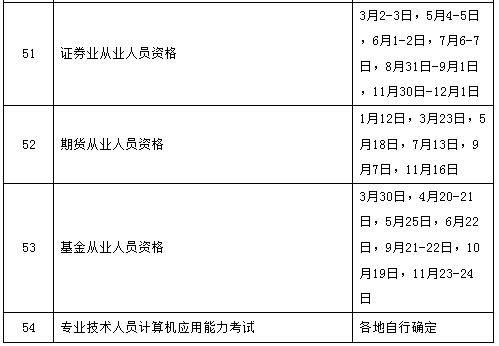 3月2-3日，5月4-5日
，6月1-2日，7月6-7
51 证券业从业人员资格 日，8月31日-9月1日
，11月30日-12月1日
1月12日，3月23日，5
52 期货从业人员资格 月18日，7月13日，9
月7日，11月16日
3月30日，4月20-21
日，5月25日，6月22
53 基金从业人员资格 日，9月21-22日，10
月19日，11月23-24
日
54 专业技术人员计算机应用能力考试 各地自行确定